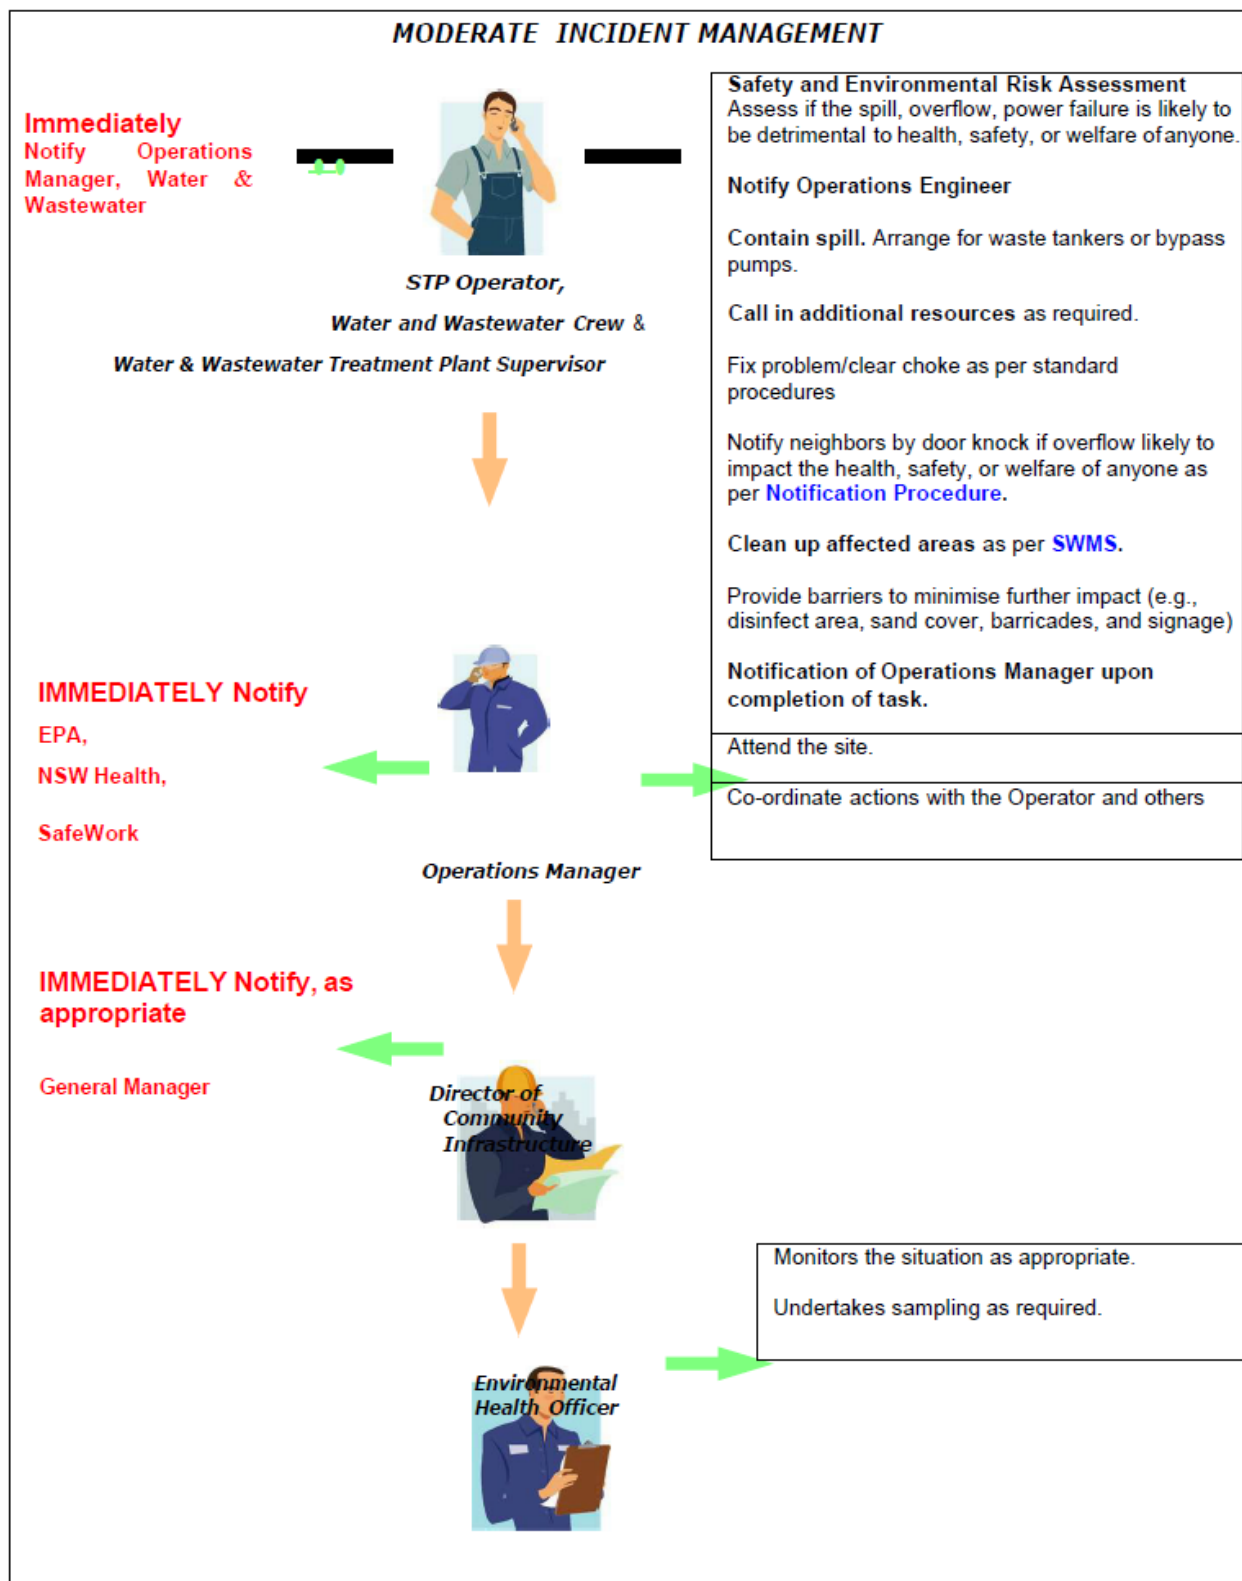 MODERATE INCIDENT MANAGEMENT
Immediately
Notify Operations
Manager, Water &
Wastewater
STP Operator,
Water and Wastewater Crew &
Water & Wastewater Treatment Plant Supervisor
Safety and Environmental Risk Assessment
Assess if the spill, overflow, power failure is likely to
be detrimental to health, safety, or welfare of anyone.
Notify Operations Engineer
Contain spill. Arrange for waste tankers or bypass
pumps.
Call in additional resources as required.
Fix problem/clear choke as per standard
procedures
Notify neighbors by door knock if overflow likely to
impact the health, safety, or welfare of anyone as
per Notification Procedure.
Clean up affected areas as per SWMS.
Provide barriers to minimise further impact (e.g.,
disinfect area, sand cover, barricades, and signage)
Notification of Operations Manager upon
completion of task.
IMMEDIATELY Notify
EPA,
NSW Health,
SafeWork
Attend the site.
Co-ordinate actions with the Operator and others
Operations Manager
IMMEDIATELY Notify, as
appropriate
General Manager
Director of
Community
Infrastructure
Monitors the situation as appropriate.
Undertakes sampling as required.
Environmental
Health Officer